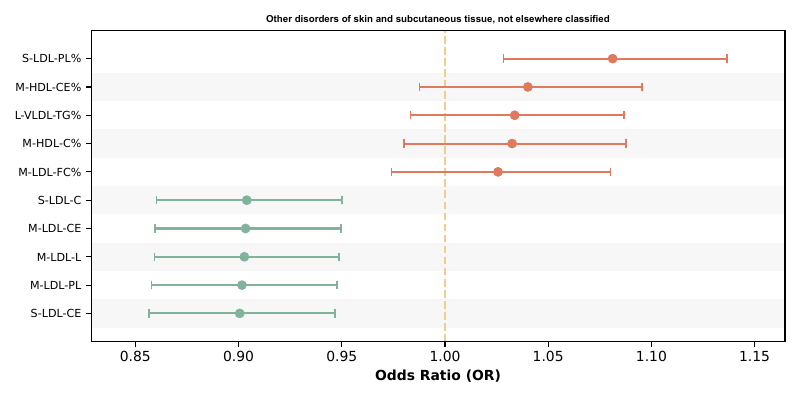 Other disorders of skin and subcutaneous tissue, not elsewhere classified
S-LDL-PL%
M-HDL-CE%
L-VLDL-TG%
M-HDL-C%
M-LDL-FC%
S-LDL-C
M-LDL-CE
M-LDL-L
M-LDL-PL
S-LDL-CE
0.85 0.90 0.95 1.00 1.05 1.10 1.15
Odds Ratio (OR)